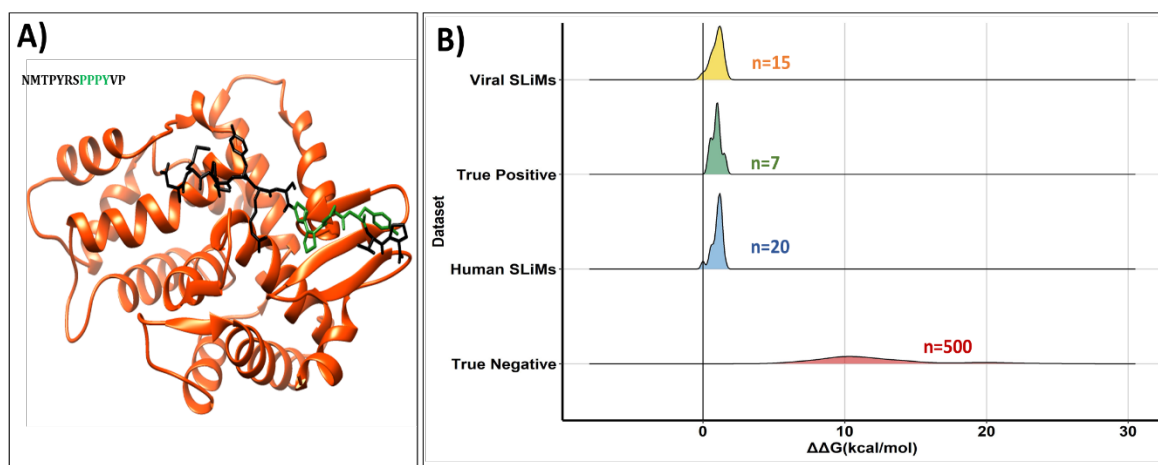 A)
NMTPYRSPPPYVP
B)
Viral SLiMs
n=15
True Positive
n=7
Dataset
Human SLiMs
n=20
True Negative
n=500
0 10 20 30
ΔΔG(kcal/mol)